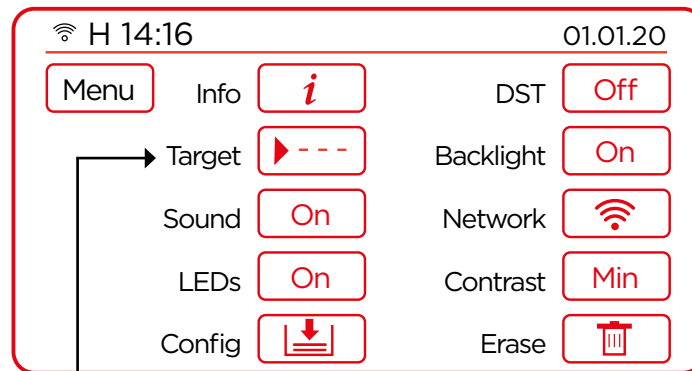 H 14:16 01.01.20
Menu Info i DST Off
Target - - - Backlight On
Sound On Network
LEDs On Contrast Min
Config Erase